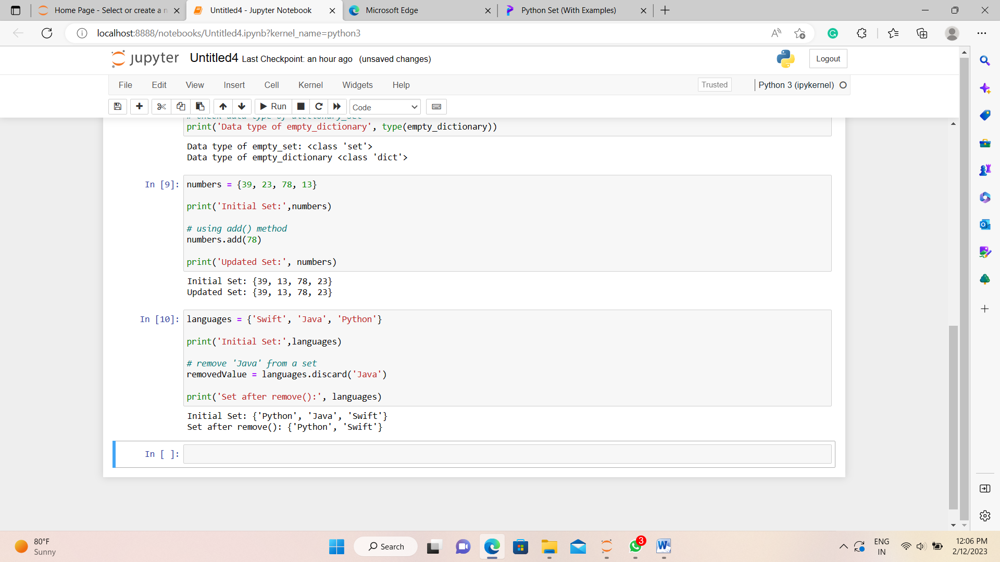 Home Page - Select or create a n
Untitled4 - Jupyter Notebook
Microsoft Edge
Python Set (With Examples)
localhost:8888/notebooks/Untitled4.ipynb?kernel_name=python3
jupyter Untitled4 Last Checkpoint: an hour ago (unsaved changes)
Logout
File Edit View Insert Cell Kernel Widgets Help
Trusted
Python 3 (ipykernel)
Run
Code
# check data type of dictionary_set
print('Data type of empty_dictionary', type(empty_dictionary))
Data type of empty_set: <class 'set'>
Data type of empty_dictionary <class 'dict'>
In [9]: numbers = {39, 23, 78, 13}
print('Initial Set:',numbers)
# using add() method
numbers.add(78)
print('Updated Set:', numbers)
Initial Set: {39, 13, 78, 23}
Updated Set: {39, 13, 78, 23}
In [10]: languages = {'Swift', 'Java', 'Python'}
print('Initial Set:',languages)
# remove 'Java' from a set
removedValue = languages.discard('Java')
print('Set after remove():', languages)
Initial Set: {'Python', 'Java', 'Swift'}
Set after remove(): {'Python', 'Swift'}
In [ ]:
80°F
Sunny
Search
3
ENG
IN
12:06 PM
2/12/2023